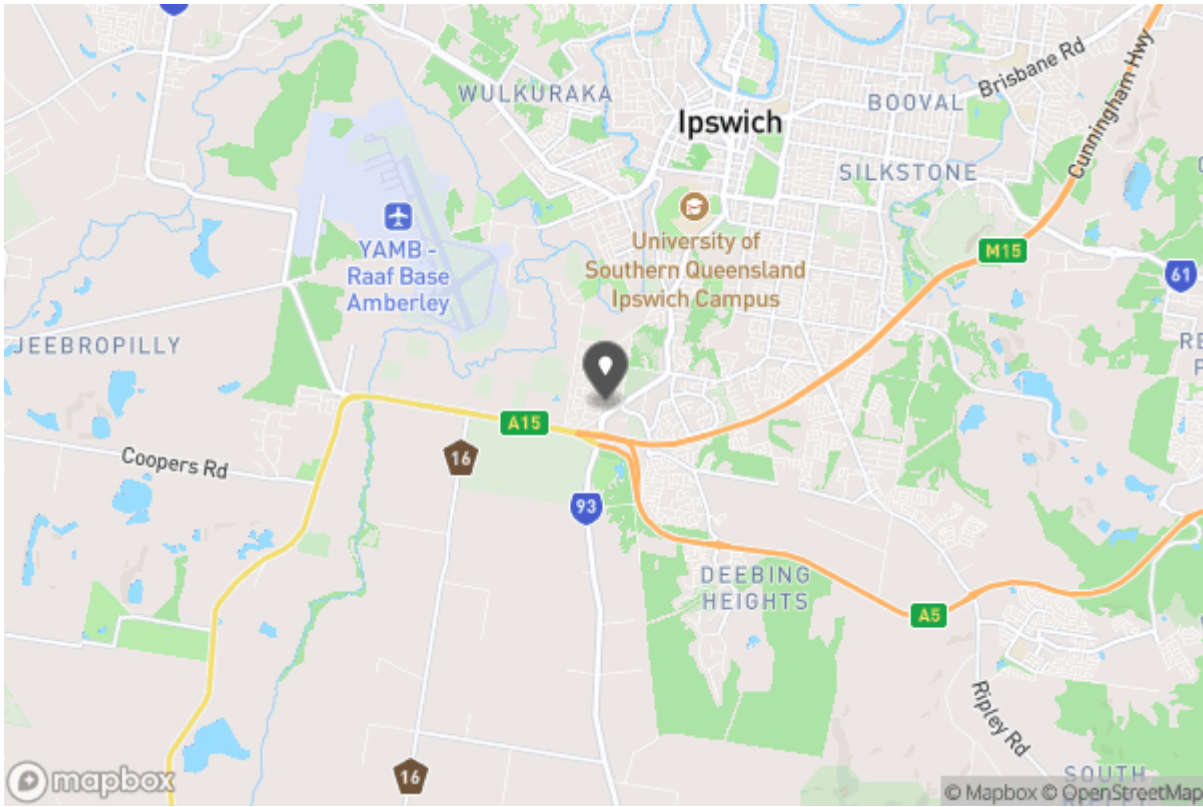 WULKURAKA
Ipswich
BOOVAL
Brisbane Rd
Cunningham Hwy
SILKSTONE
YAMB -
Raaf Base
Amberley
University of
Southern Queensland
Ipswich Campus
M15
61
JEEBROPILLY
A15
16
Coopers Rd
93
DEEBING
HEIGHTS
A5
Ripley Rd
16
SOUTH
mapbox
© Mapbox © OpenStreetMap